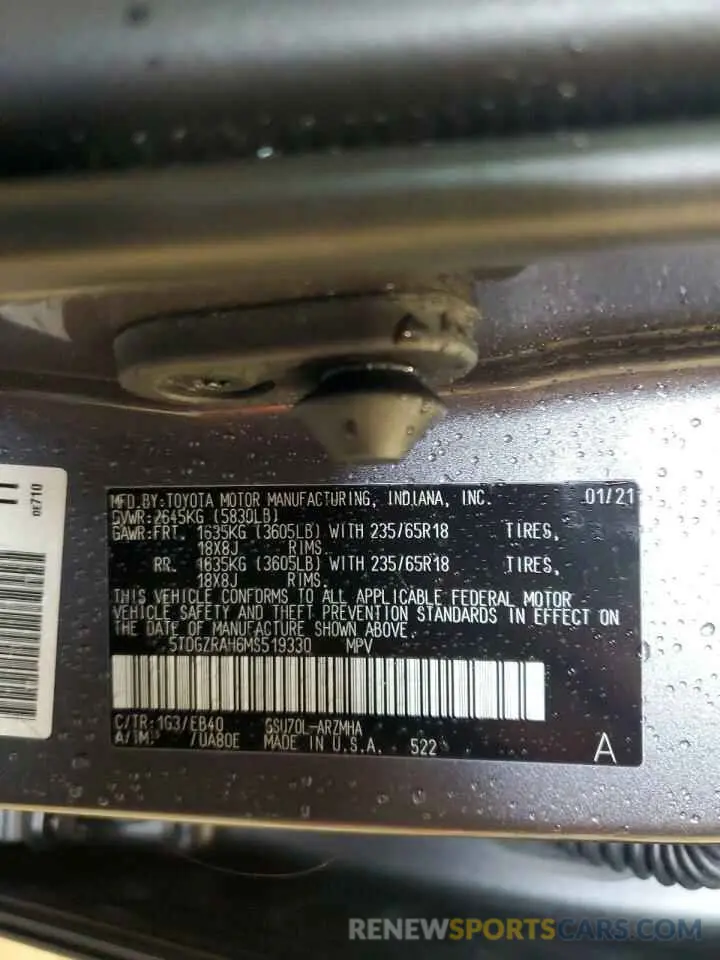 0E710
MFD.BY:TOYOTA MOTOR MANUFACTURING, INDIANA, INC. 01/21
GVWR:2645KG (5830LB)
GAWR:FRT. 1635KG (3605LB) WITH 235/65R18 TIRES,
18X8J RIMS.
RR. 1635KG (3605LB) WITH 235/65R18 TIRES,
18X8J RIMS.
THIS VEHICLE CONFORMS TO ALL APPLICABLE FEDERAL MOTOR
VEHICLE SAFETY AND THEFT PREVENTION STANDARDS IN EFFECT ON
THE DATE OF MANUFACTURE SHOWN ABOVE.
5TDGZRAH6MS519330 MPV
C/TR:1G3/EB40 GSU70L-ARZMHA
A/TM: /UA80E MADE IN U.S.A. 522 A
RENEWSPORTSCARS.COM